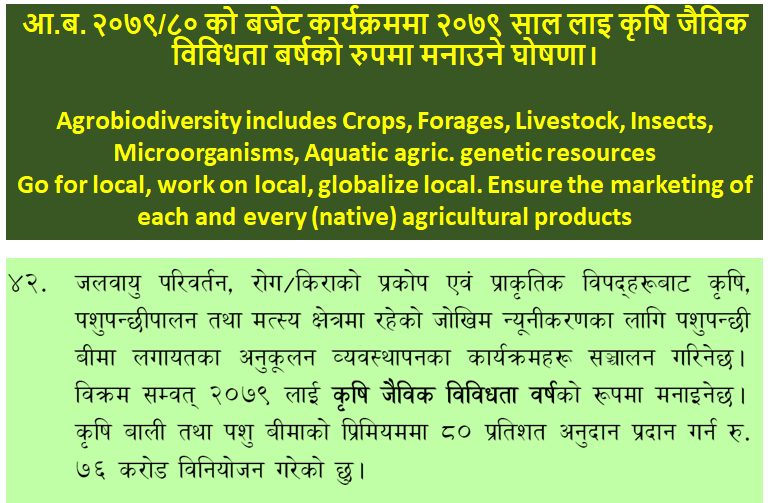 आ.ब. २०७९/८० को बजेट कार्यक्रममा २०७९ साल लाइ कृषि जैविक
विविधता बर्षको रुपमा मनाउने घोषणा।
Agrobiodiversity includes Crops, Forages, Livestock, Insects,
Microorganisms, Aquatic agric. genetic resources
Go for local, work on local, globalize local. Ensure the marketing of
each and every (native) agricultural products
४२. जलवायु परिवर्तन, रोग/किराको प्रकोप एवं प्राकृतिक विपद्हरूबाट कृषि,
पशुपन्छीपालन तथा मत्स्य क्षेत्रमा रहेको जोखिम न्यूनीकरणका लागि पशुपन्छी
बीमा लगायतका अनुकूलन व्यवस्थापनका कार्यक्रमहरू सञ्चालन गरिनेछ।
विक्रम सम्वत् २०७९ लाई कृषि जैविक विविधता वर्षको रूपमा मनाइनेछ।
कृषि बाली तथा पशु बीमाको प्रिमियममा ८० प्रतिशत अनुदान प्रदान गर्न रु.
७६ करोड विनियोजन गरेको छु।